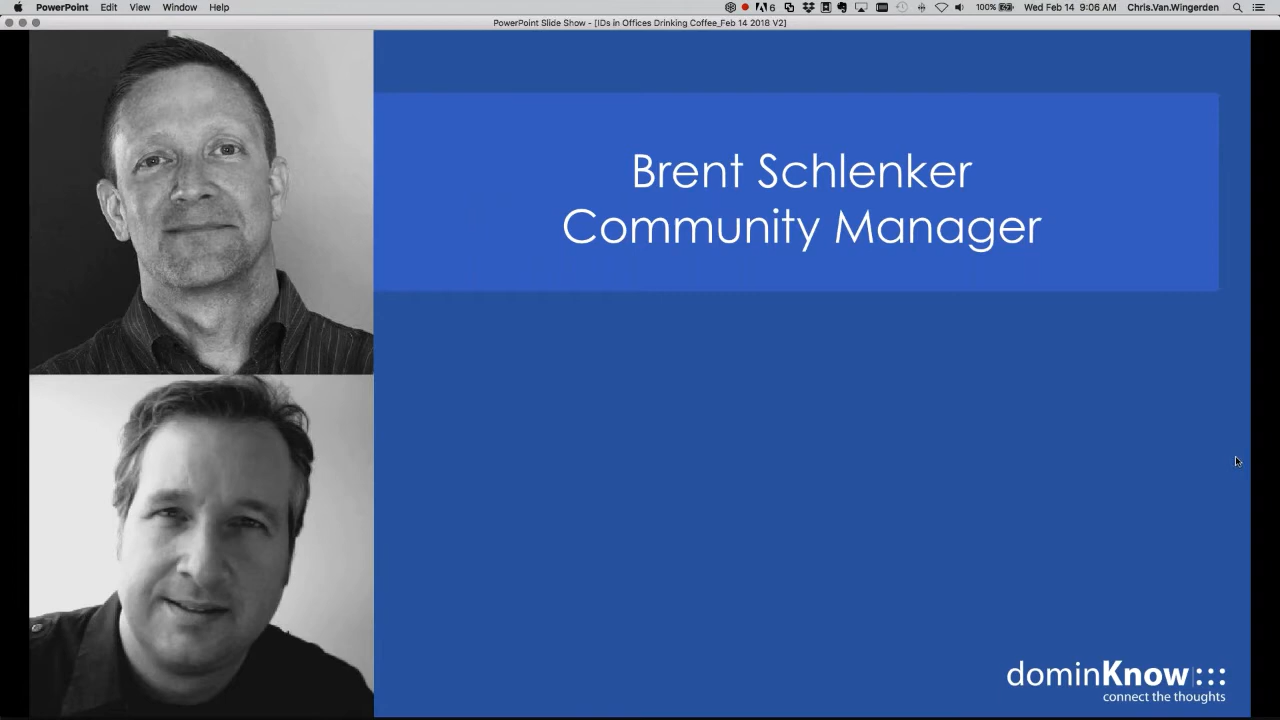 PowerPoint Edit View Window Help
6
100%
Wed Feb 14 9:06 AM
Chris.Van.Wingerden
PowerPoint Slide Show - [IDs in Offices Drinking Coffee_Feb 14 2018 V2]
Brent Schlenker
Community Manager
dominKnow
connect the thoughts